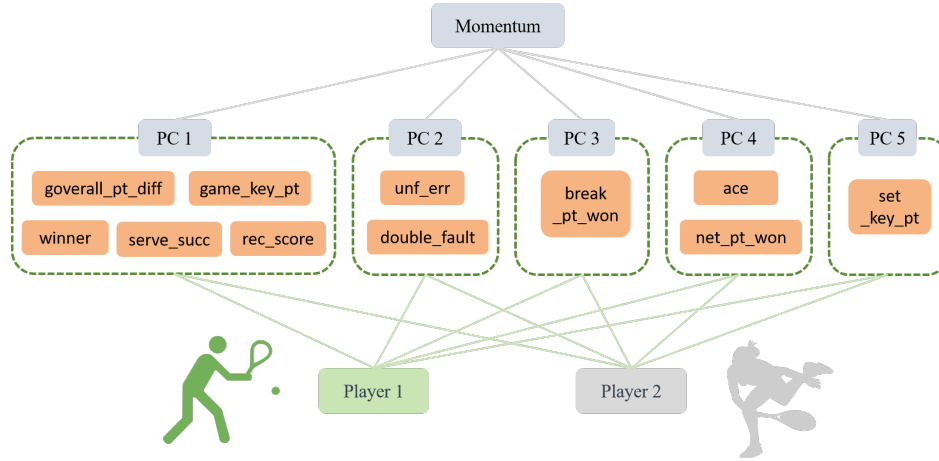 Momentum
PC 1
PC 2
PC 3
PC 4
PC 5
goverall_pt_diff
game_key_pt
winner
serve_succ
rec_score
unf_err
double_fault
break
_pt_won
ace
net_pt_won
set
_key_pt
Player 1
Player 2